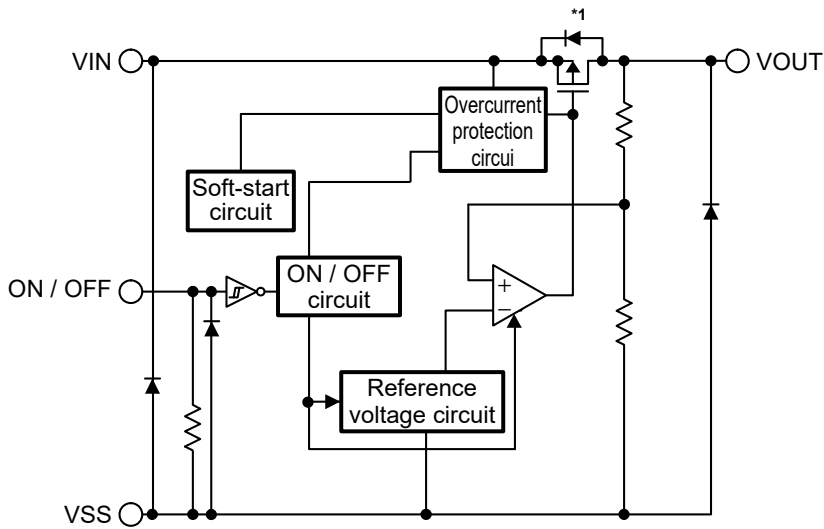 *1
VIN
VOUT
Overcurrent
protection
circui
Soft-start
circuit
ON / OFF
ON / OFF
circuit
+
−
Reference
voltage circuit
VSS